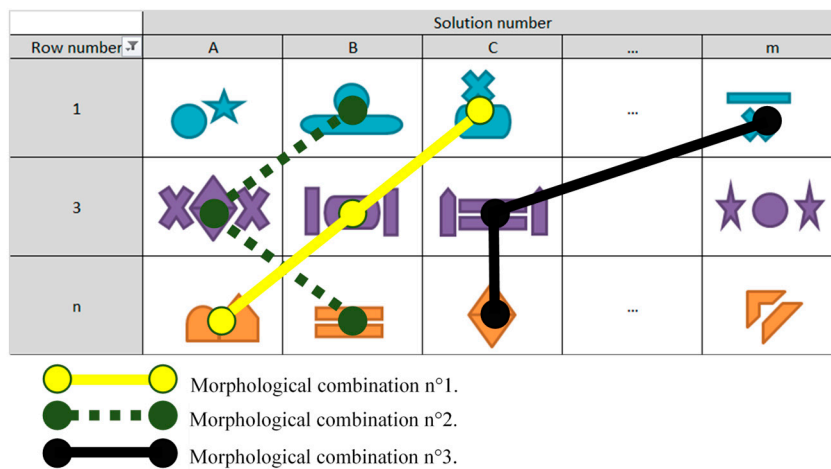 Solution number
Row number A B C ... m
1 ...
3
n ...
Morphological combination n°1.
Morphological combination n°2.
Morphological combination n°3.